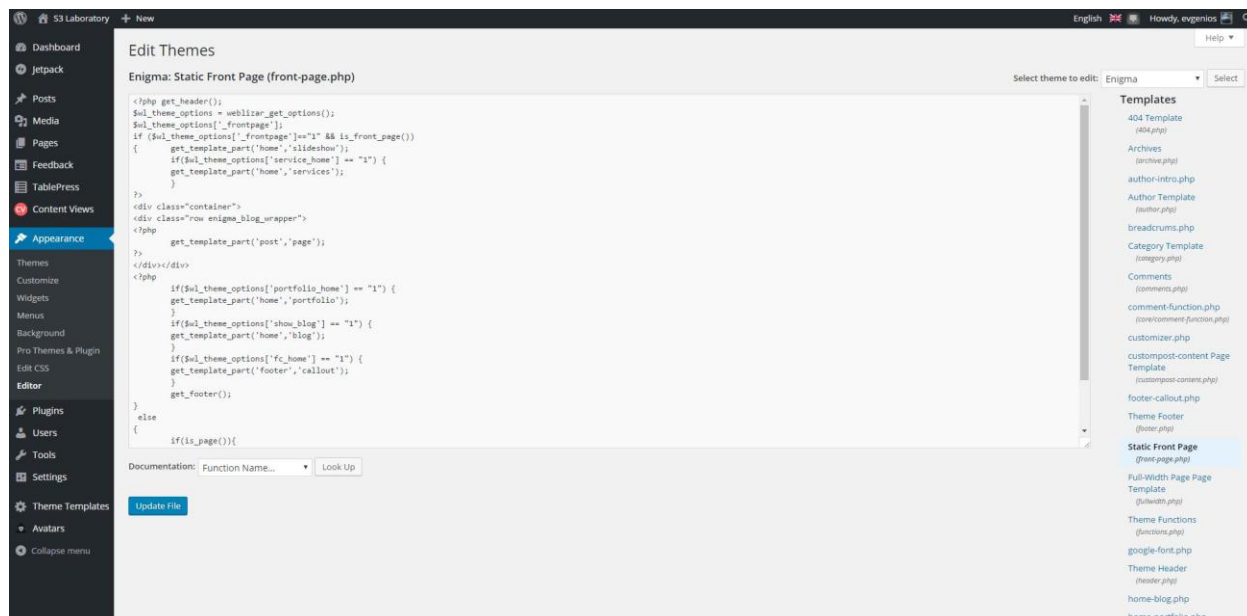 S3 Laboratory + New
English Howdy, evgenios
Help
Dashboard
Jetpack
Posts
Media
Pages
Feedback
TablePress
Content Views
Appearance
Themes
Customize
Widgets
Menus
Background
Pro Themes & Plugin
Edit CSS
Editor
Plugins
Users
Tools
Settings
Theme Templates
Avatars
Collapse menu
Edit Themes
Enigma: Static Front Page (front-page.php)
Select theme to edit: Enigma Select
<?php get_header();
$wl_theme_options = weblizar_get_options();
$wl_theme_options['_frontpage'];
if ($wl_theme_options['_frontpage']=="1" && is_front_page())
{ get_template_part('home','slideshow');
if($wl_theme_options['service_home'] == "1") {
get_template_part('home','services');
}
?>
<div class="container">
<div class="row enigma_blog_wrapper">
<?php
get_template_part('post','page');
?>
</div></div>
<?php
if($wl_theme_options['portfolio_home'] == "1") {
get_template_part('home','portfolio');
}
if($wl_theme_options['show_blog'] == "1") {
get_template_part('home','blog');
}
if($wl_theme_options['fc_home'] == "1") {
get_template_part('footer','callout');
}
get_footer();
}
else
{
if(is_page()){
Documentation: Function Name... Look Up
Update File
Templates
404 Template
(404.php)
Archives
(archive.php)
author-intro.php
Author Template
(author.php)
breadcrums.php
Category Template
(category.php)
Comments
(comments.php)
comment-function.php
(core/comment-function.php)
customizer.php
custompost-content Page
Template
(custompost-content.php)
footer-callout.php
Theme Footer
(footer.php)
Static Front Page
(front-page.php)
Full-Width Page Page
Template
(fullwidth.php)
Theme Functions
(functions.php)
google-font.php
Theme Header
(header.php)
home-blog.php
home-portfolio.php